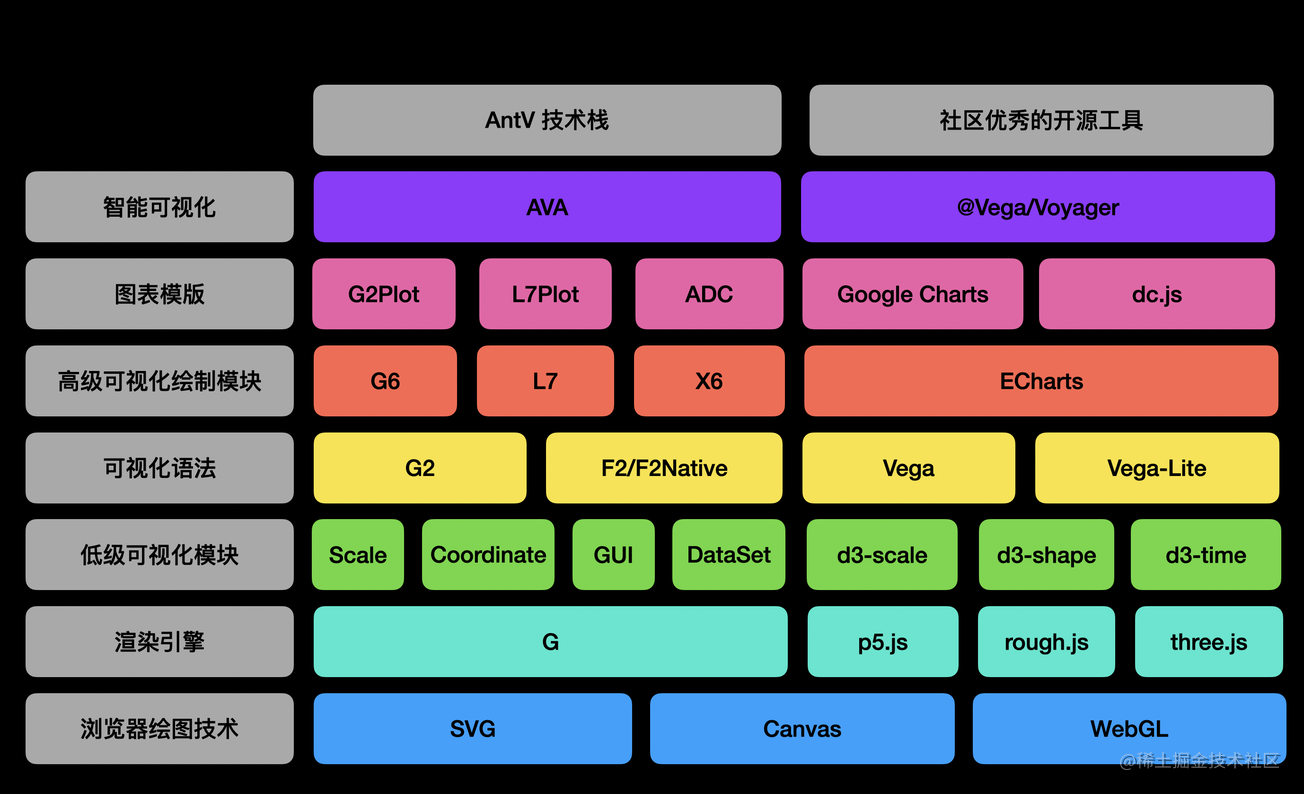 AntV 技术栈
社区优秀的开源工具
智能可视化
AVA
@Vega/Voyager
图表模版
G2Plot
L7Plot
ADC
Google Charts
dc.js
高级可视化绘制模块
G6
L7
X6
ECharts
可视化语法
G2
F2/F2Native
Vega
Vega-Lite
低级可视化模块
Scale
Coordinate
GUI
DataSet
d3-scale
d3-shape
d3-time
渲染引擎
G
p5.js
rough.js
three.js
浏览器绘图技术
SVG
Canvas
WebGL
@稀土掘金技术社区